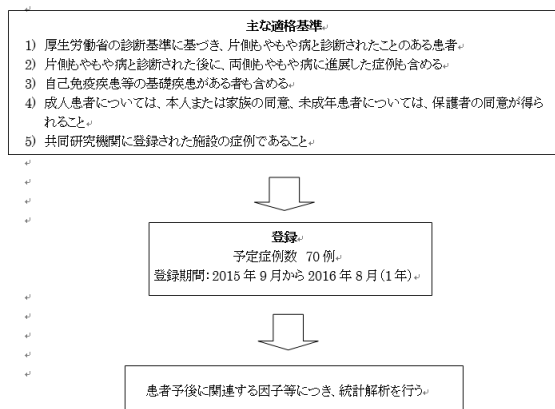 主な適格基準
1) 厚生労働省の診断基準に基づき、片側もやもや病と診断されたことのある患者
2) 片側もやもや病と診断された後に、両側もやもや病に進展した症例も含める
3) 自己免疫疾患等の基礎疾患がある者も含める
4) 成人患者については、本人または家族の同意、未成年患者については、保護者の同意が得ら
れること
5) 共同研究機関に登録された施設の症例であること
登録
予定症例数 70例
登録期間：2015年9月から2016年8月(1年)
患者予後に関連する因子等につき、統計解析を行う